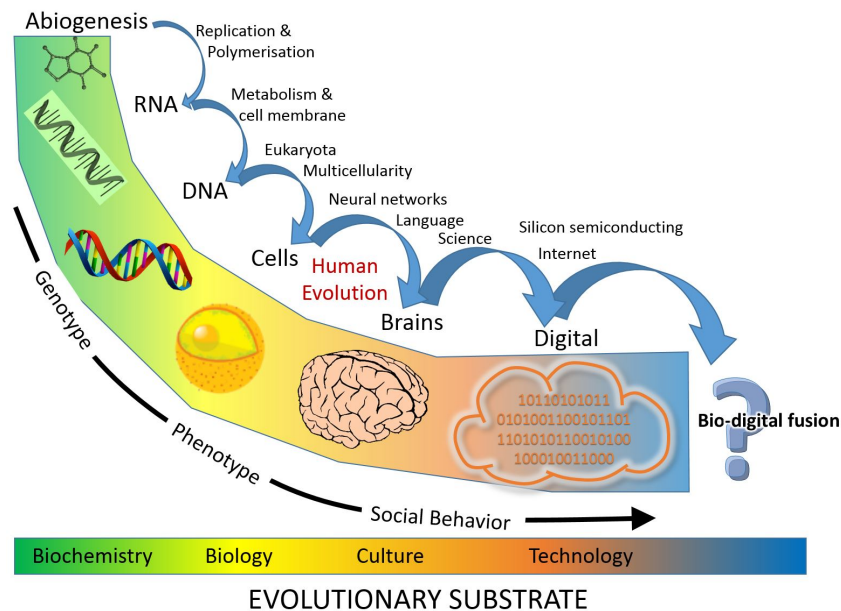 Abiogenesis
Replication &
Polymerisation
RNA
Metabolism &
cell membrane
DNA
Eukaryota
Multicellularity
Cells
Human
Evolution
Neural networks
Language
Science
Brains
Silicon semiconducting
Internet
Digital
10110101011
0101001100101101
1101010110010100
100010011000
Bio-digital fusion
?
Genotype
Phenotype
Social Behavior
Biochemistry
Biology
Culture
Technology
EVOLUTIONARY SUBSTRATE